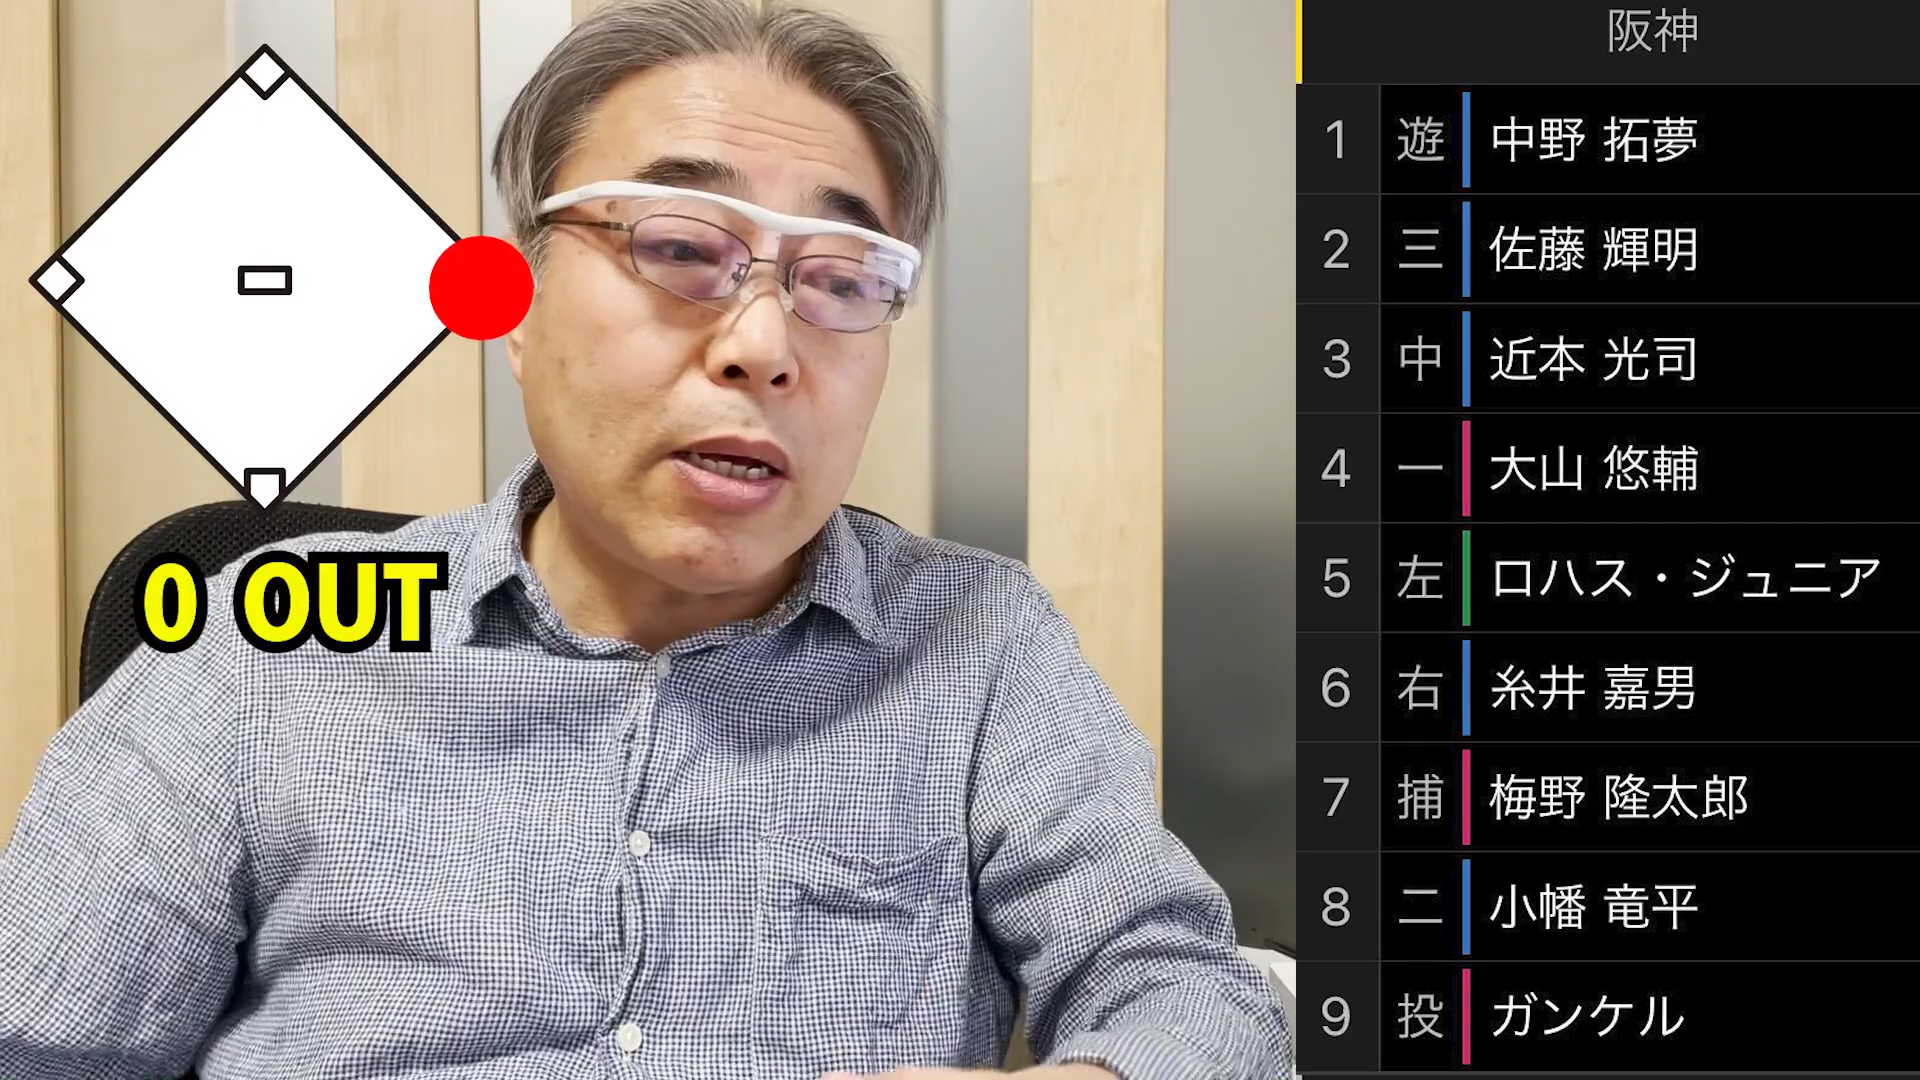 0 OUT
阪神
1 遊 中野 拓夢
2 三 佐藤 輝明
3 中 近本 光司
4 一 大山 悠輔
5 左 ロハス・ジュニア
6 右 糸井 嘉男
7 捕 梅野 隆太郎
8 二 小幡 竜平
9 投 ガンケル